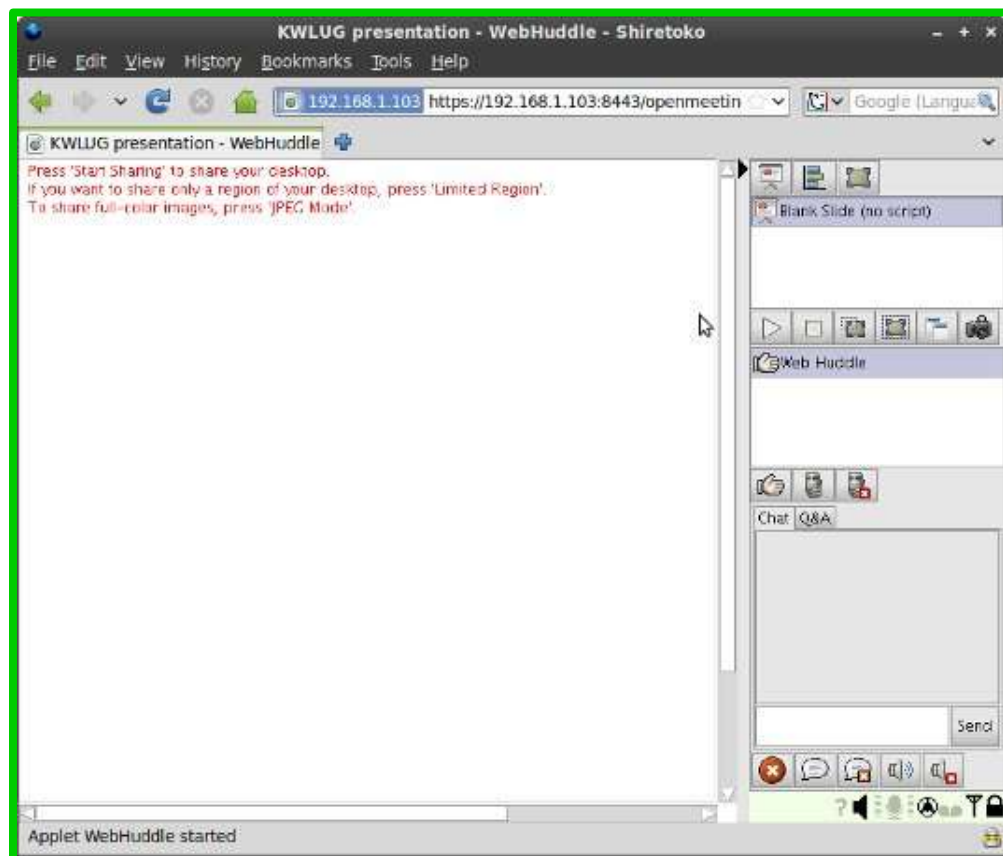 KWLUG presentation - WebHuddle - Shiretoko
File Edit View History Bookmarks Tools Help
192.168.1.103 https://192.168.1.103:8443/openmeetin
Google (Langua
KWLUG presentation - WebHuddle
Press 'Start Sharing' to share your desktop.
If you want to share only a region of your desktop, press 'Limited Region'.
To share full-color images, press 'JPEG Mode'.
Blank Slide (no script)
Web Huddle
Chat Q&A
Send
?
Applet WebHuddle started